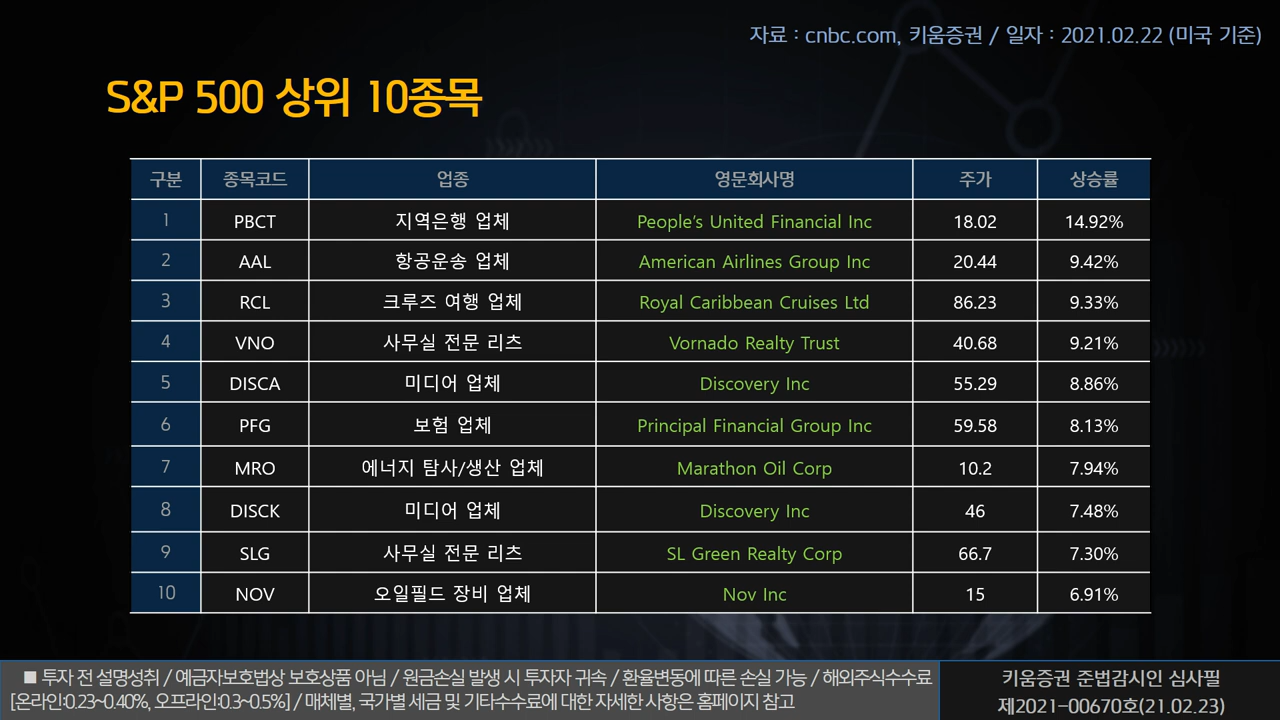 자료 : cnbc.com, 키움증권 / 일자 : 2021.02.22 (미국 기준)
S&P 500 상위 10종목
구분 종목코드 업종 영문회사명 주가 상승률
1 PBCT 지역은행 업체 People's United Financial Inc 18.02 14.92%
2 AAL 항공운송 업체 American Airlines Group Inc 20.44 9.42%
3 RCL 크루즈 여행 업체 Royal Caribbean Cruises Ltd 86.23 9.33%
4 VNO 사무실 전문 리츠 Vornado Realty Trust 40.68 9.21%
5 DISCA 미디어 업체 Discovery Inc 55.29 8.86%
6 PFG 보험 업체 Principal Financial Group Inc 59.58 8.13%
7 MRO 에너지 탐사/생산 업체 Marathon Oil Corp 10.2 7.94%
8 DISCK 미디어 업체 Discovery Inc 46 7.48%
9 SLG 사무실 전문 리츠 SL Green Realty Corp 66.7 7.30%
10 NOV 오일필드 장비 업체 Nov Inc 15 6.91%
■ 투자 전 설명성취 / 예금자보호법상 보호상품 아님 / 원금손실 발생 시 투자자 귀속 / 환율변동에 따른 손실 가능 / 해외주식수수료
[온라인:0.23~0.40%, 오프라인:0.3~0.5%] / 매체별, 국가별 세금 및 기타수수료에 대한 자세한 사항은 홈페이지 참고
키움증권 준법감시인 심사필
제2021-00670호(21.02.23)